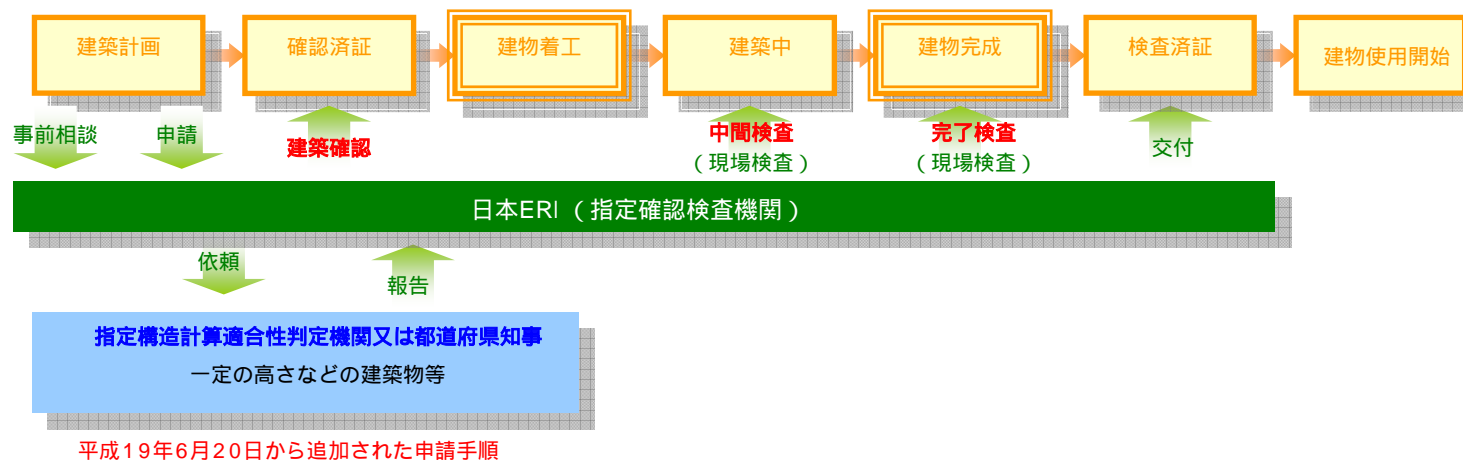 建築計画
確認済証
建物着工
建築中
建物完成
検査済証
建物使用開始
事前相談
申請
建築確認
中間検査
（現場検査）
完了検査
（現場検査）
交付
日本ERI （指定確認検査機関）
依頼
報告
指定構造計算適合性判定機関又は都道府県知事
一定の高さなどの建築物等
平成19年6月20日から追加された申請手順